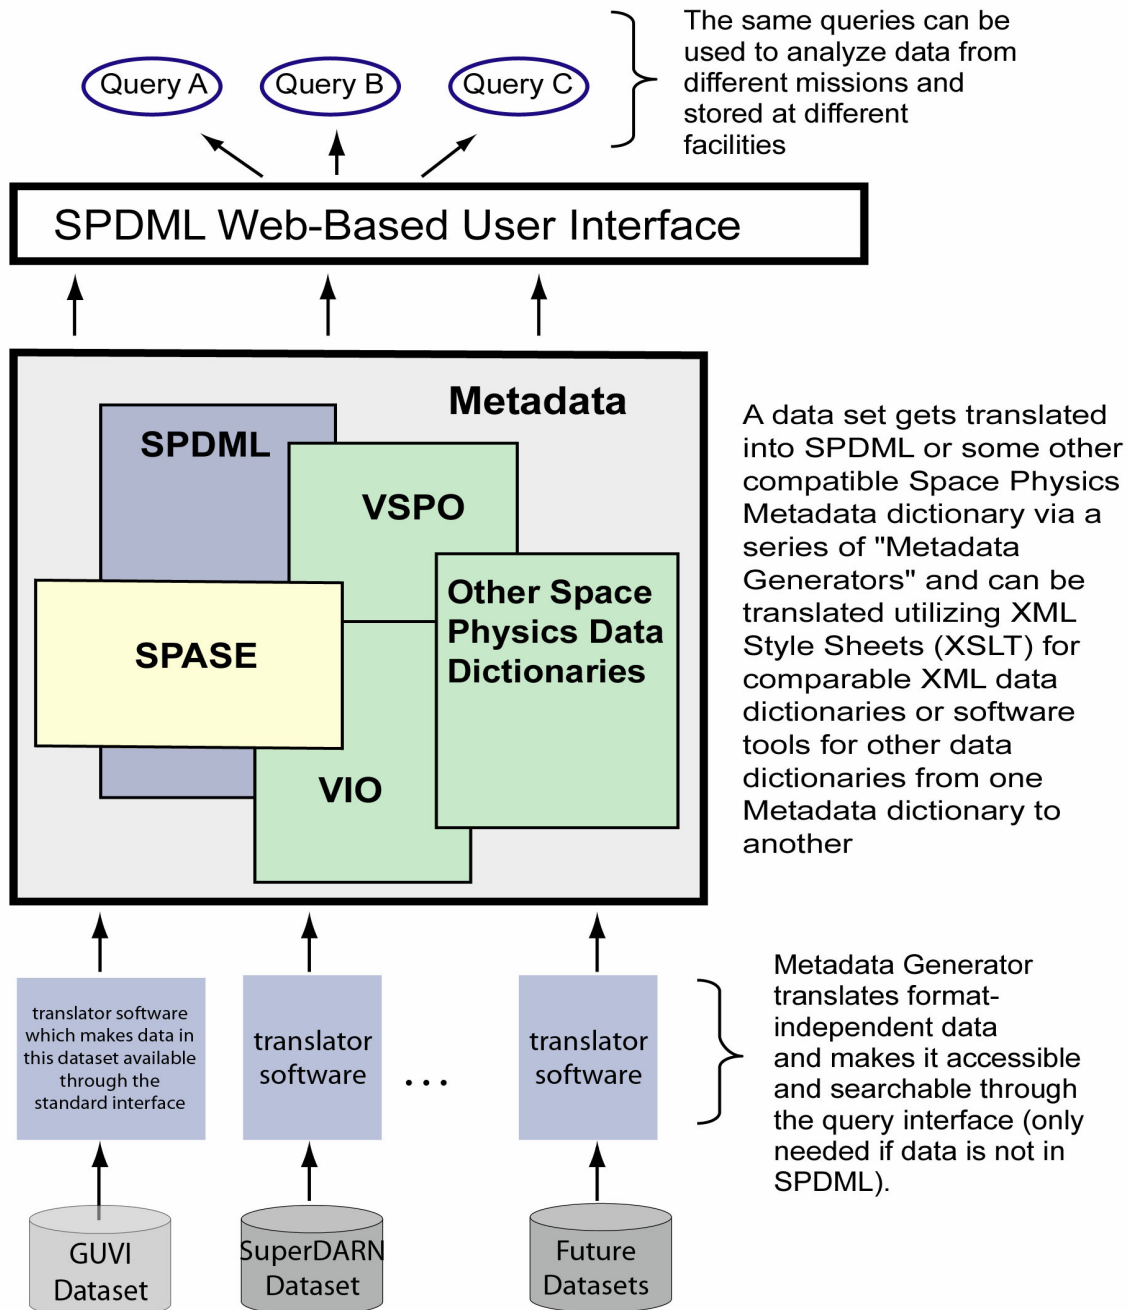 The same queries can be
used to analyze data from
different missions and
stored at different
facilities
Query A
Query B
Query C
SPDML Web-Based User Interface
Metadata
SPDML
VSPO
Other Space
Physics Data
Dictionaries
SPASE
VIO
A data set gets translated
into SPDML or some other
compatible Space Physics
Metadata dictionary via a
series of "Metadata
Generators" and can be
translated utilizing XML
Style Sheets (XSLT) for
comparable XML data
dictionaries or software
tools for other data
dictionaries from one
Metadata dictionary to
another
translator software
which makes data in
this dataset available
through the
standard interface
translator
software
...
translator
software
Metadata Generator
translates format-
independent data
and makes it accessible
and searchable through
the query interface (only
needed if data is not in
SPDML).
GUVI
Dataset
SuperDARN
Dataset
Future
Datasets